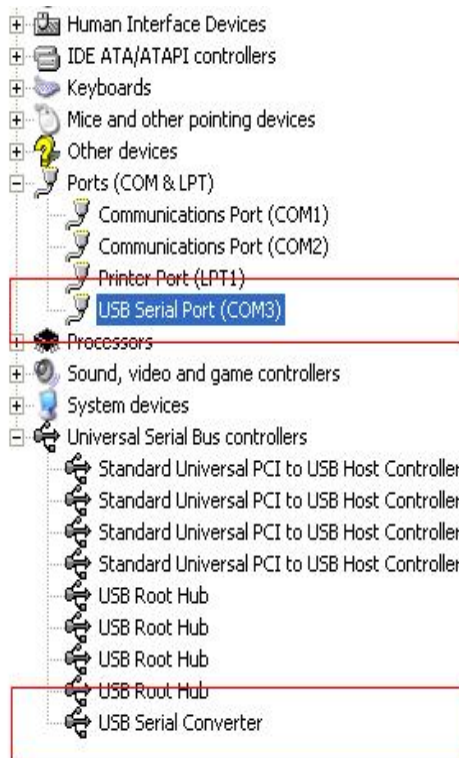 Human Interface Devices
IDE ATA/ATAPI controllers
Keyboards
Mice and other pointing devices
Other devices
Ports (COM & LPT)
Communications Port (COM1)
Communications Port (COM2)
Printer Port (LPT1)
USB Serial Port (COM3)
Processors
Sound, video and game controllers
System devices
Universal Serial Bus controllers
Standard Universal PCI to USB Host Controller
Standard Universal PCI to USB Host Controller
Standard Universal PCI to USB Host Controller
Standard Universal PCI to USB Host Controller
USB Root Hub
USB Root Hub
USB Root Hub
USB Root Hub
USB Serial Converter